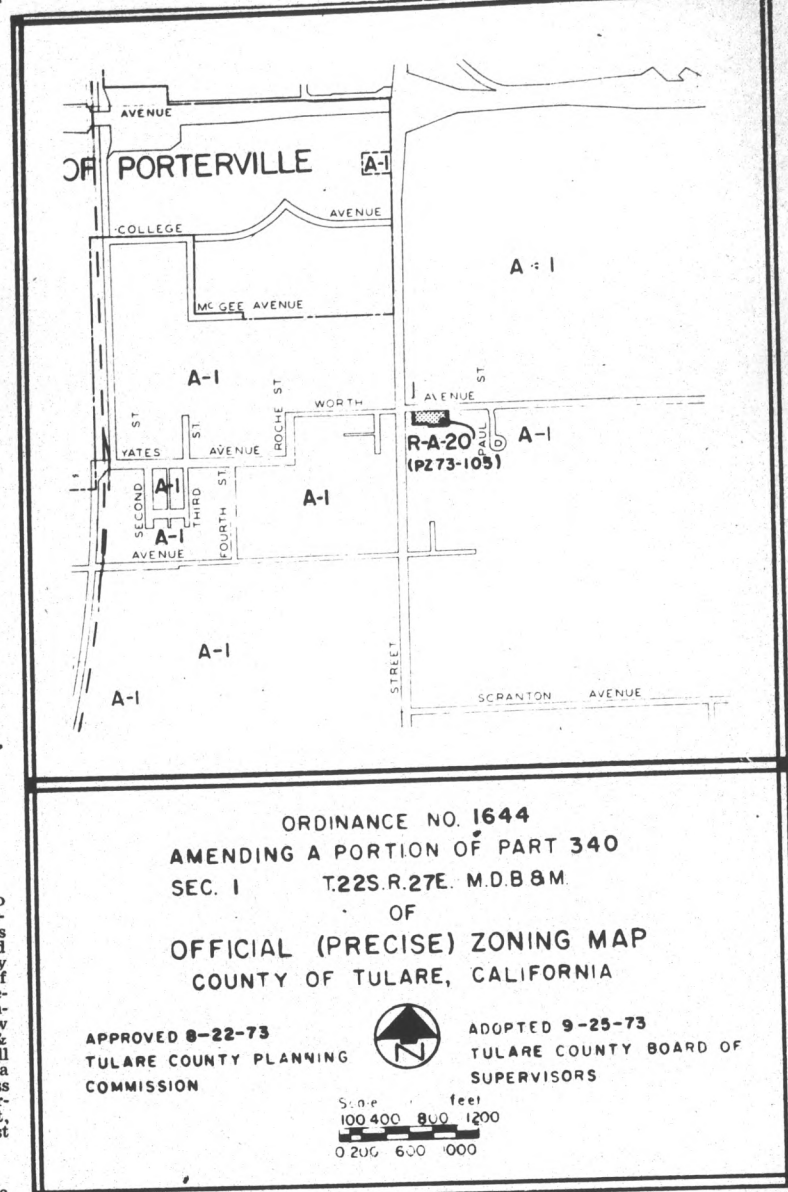 AVENUE
OF PORTERVILLE
A-1
COLLEGE
AVENUE
A-1
Mc GEE AVENUE
A-1
ST
ROCHE ST
WORTH
AVENUE
ST.
PAUL
R-A-20
(PZ73-105)
A-1
ST
ST.
YATES
AVENUE
SECOND
A-1
THIRD
FOURTH ST.
A-1
A-1
AVENUE
A-1
A-1
STREET
SCRANTON AVENUE
ORDINANCE NO. 1644
AMENDING A PORTION OF PART 340
SEC. 1 T.22S.R.27E. M.D.B&M.
OF
OFFICIAL (PRECISE) ZONING MAP
COUNTY OF TULARE, CALIFORNIA
APPROVED 8-22-73
TULARE COUNTY PLANNING
COMMISSION
N
ADOPTED 9-25-73
TULARE COUNTY BOARD OF
SUPERVISORS
feet
100 400 800 1200
0 200 600 1000